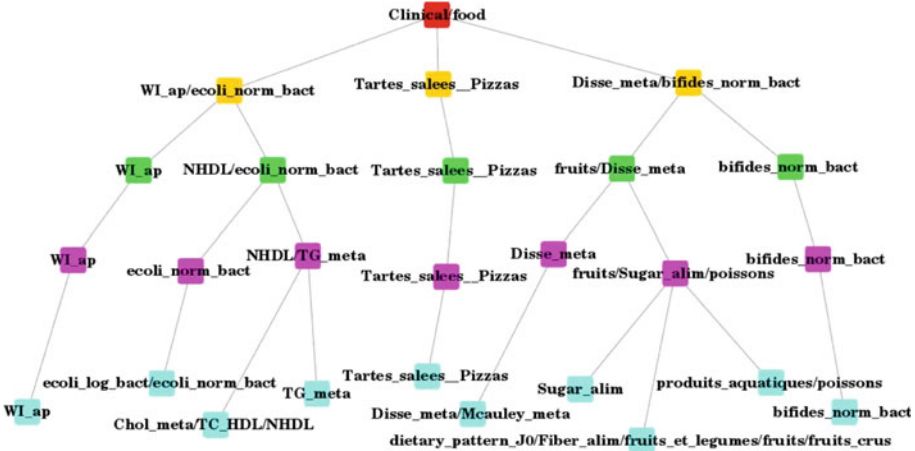 Clinical/food
WI_ap/ecoli_norm_bact
Tartes_salees__Pizzas
Disse_meta/bifides_norm_bact
WI_ap
NHDL/ecoli_norm_bact
Tartes_salees__Pizzas
fruits/Disse_meta
bifides_norm_bact
WI_ap
ecoli_norm_bact
NHDL/TG_meta
Tartes_salees__Pizzas
Disse_meta
fruits/Sugar_alim/poissons
bifides_norm_bact
WI_ap
ecoli_log_bact/ecoli_norm_bact
Chol_meta/TC_HDL/NHDL
TG_meta
Tartes_salees__Pizzas
Disse_meta/Mcauley_meta
Sugar_alim
dietary_pattern_J0/Fiber_alim/fruits_et_legumes/fruits/fruits_crus
produits_aquatiques/poissons
bifides_norm_bact